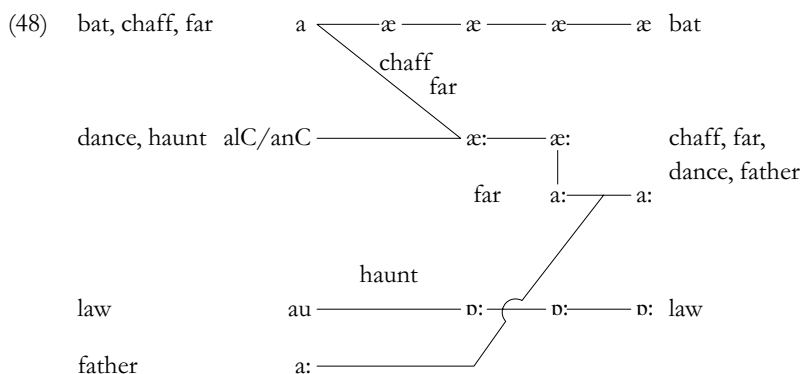 (48) bat, chaff, far a æ æ æ æ bat
chaff
far
dance, haunt alC/anC æ: æ: chaff, far,
dance, father
far a: a:
haunt
law au ɒ: ɒ: ɒ: law
father a: